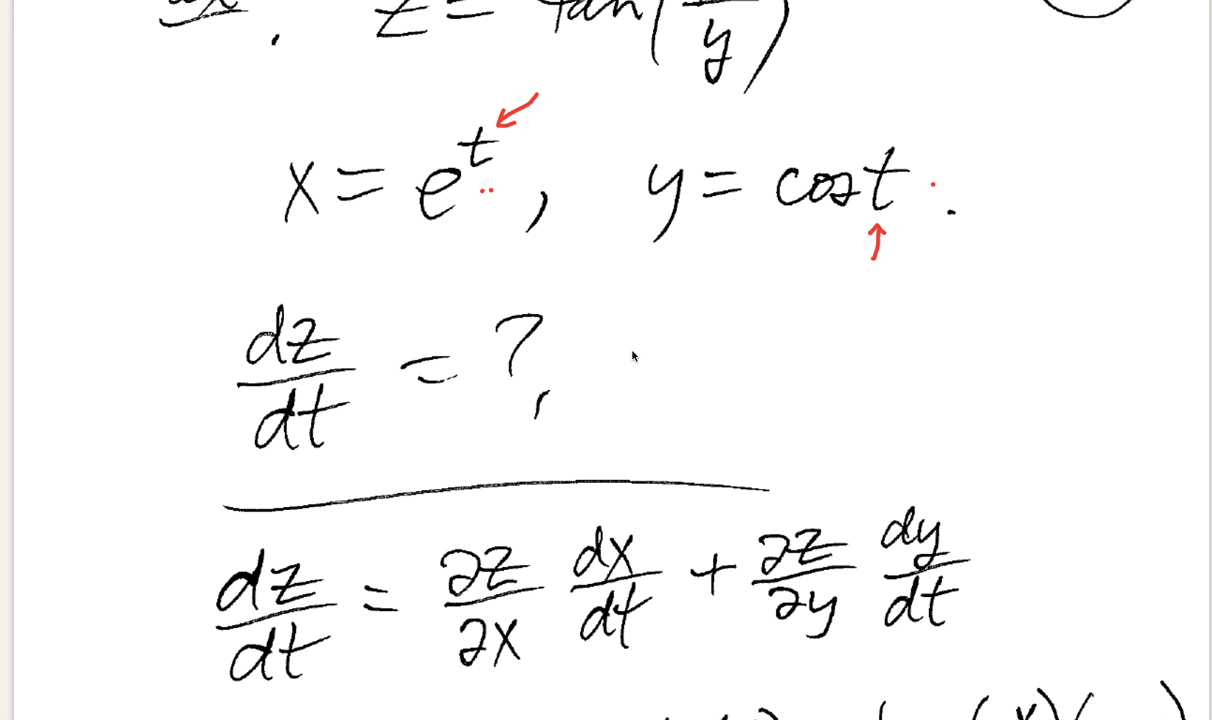 z = tan( / y)
x = e^t, y = cos t.
dz/dt = ?
dz/dt = ∂z/∂x dx/dt + ∂z/∂y dy/dt